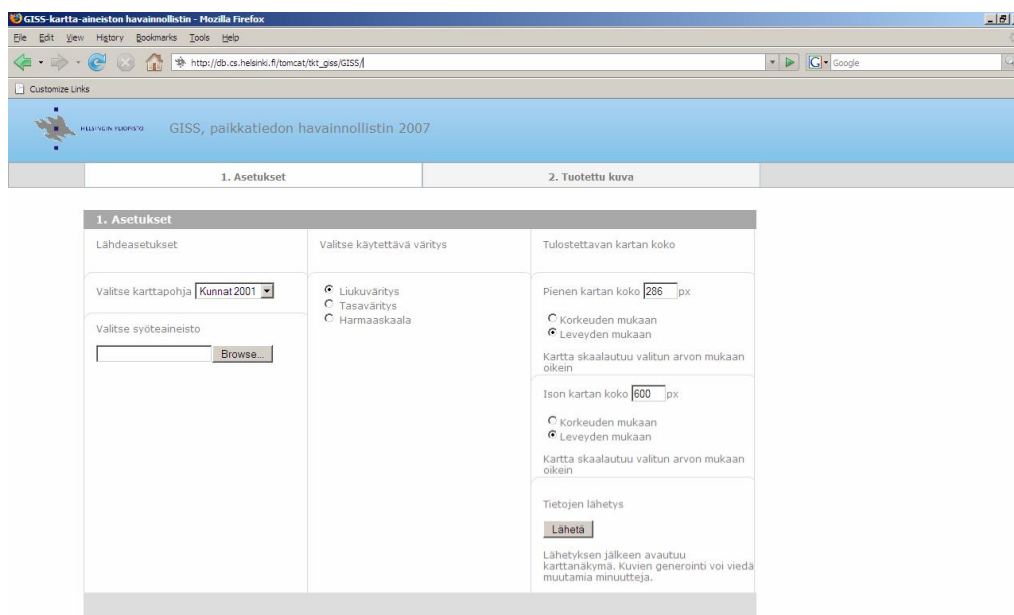 GISS-kartta-aineiston havainnollistin - Mozilla Firefox
File Edit View History Bookmarks Tools Help
http://db.cs.helsinki.fi/tomcat/tkt_giss/GISS/
Google
Customize Links
HELSINGIN YLIOPISTO
GISS, paikkatiedon havainnollistin 2007
1. Asetukset
2. Tuotettu kuva
1. Asetukset
Lähdeasetukset
Valitse karttapohja Kunnat 2001
Valitse syöteaineisto
Browse...
Valitse käytettävä väritys
Liukuväritys
Tasaväritys
Harmaaskaala
Tulostettavan kartan koko
Pienen kartan koko 286 px
Korkeuden mukaan
Leveyden mukaan
Kartta skaalautuu valitun arvon mukaan
oikein
Ison kartan koko 600 px
Korkeuden mukaan
Leveyden mukaan
Kartta skaalautuu valitun arvon mukaan
oikein
Tietojen lähetys
Lähetä
Lähetyksen jälkeen avautuu
karttanäkymä. Kuvien generointi voi viedä
muutamia minuutteja.